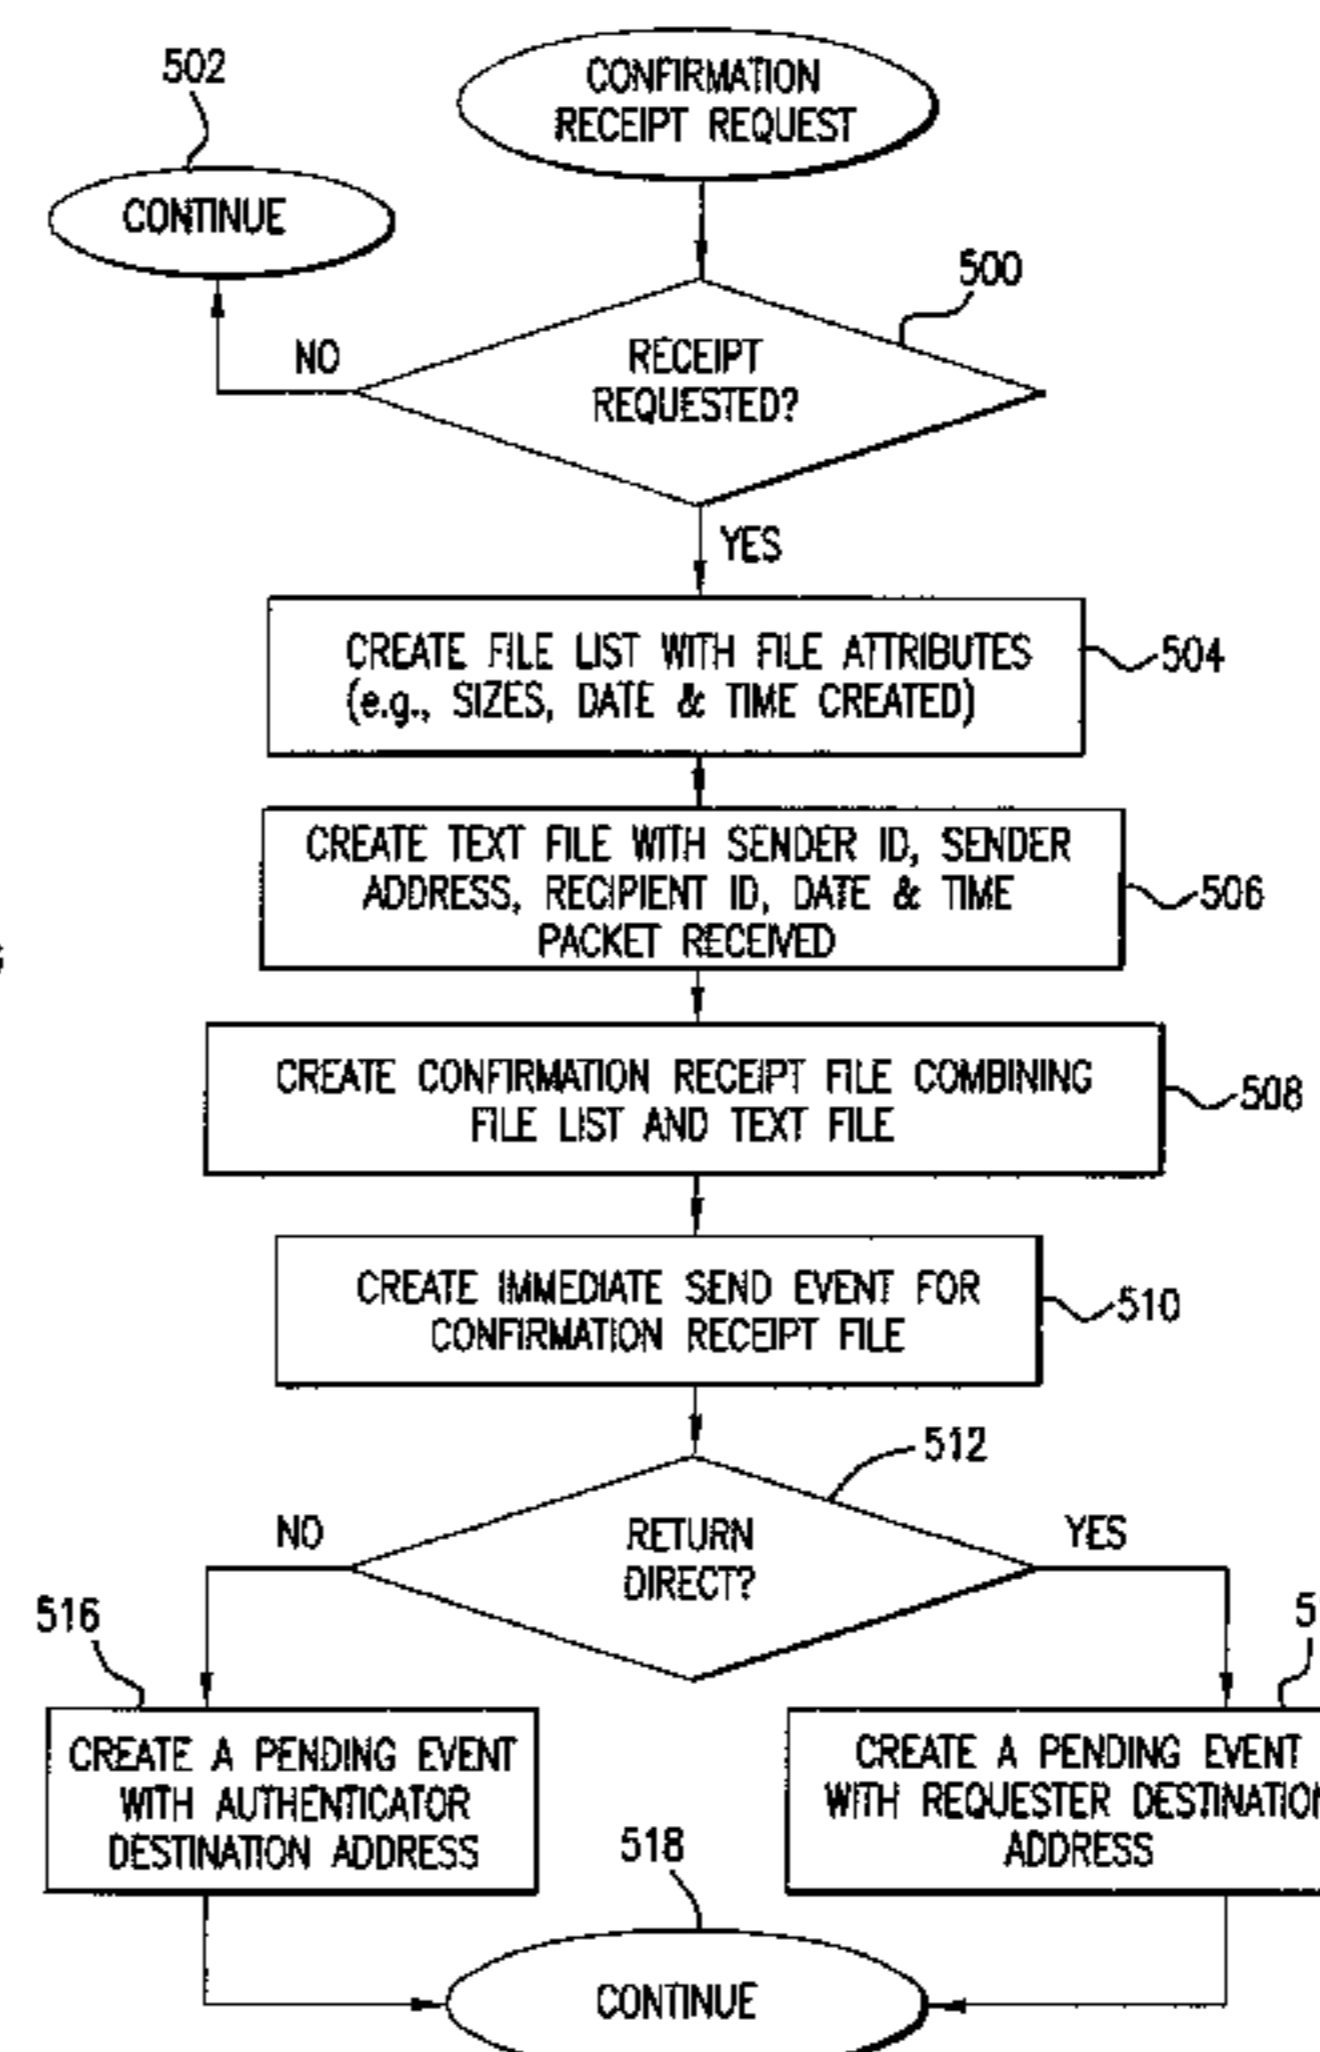 502
CONFIRMATION
RECEIPT REQUEST
CONTINUE
500
NO
RECEIPT
REQUESTED?
YES
CREATE FILE LIST WITH FILE ATTRIBUTES
(e.g., SIZES, DATE & TIME CREATED)
504
CREATE TEXT FILE WITH SENDER ID, SENDER
ADDRESS, RECIPIENT ID, DATE & TIME
PACKET RECEIVED
506
CREATE CONFIRMATION RECEIPT FILE COMBINING
FILE LIST AND TEXT FILE
508
CREATE IMMEDIATE SEND EVENT FOR
CONFIRMATION RECEIPT FILE
510
512
NO
RETURN
DIRECT?
YES
516
CREATE A PENDING EVENT
WITH AUTHENTICATOR
DESTINATION ADDRESS
CREATE A PENDING EVENT
WITH REQUESTER
ADDRESS
518
CONTINUE